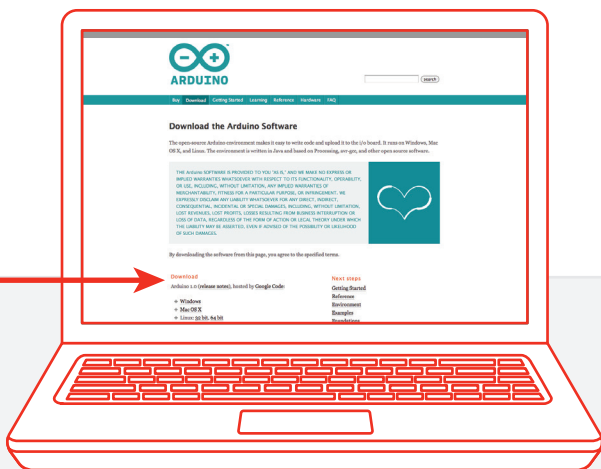 ARDUINO
search
Buy Download Getting Started Learning Reference Hardware FAQ
Download the Arduino Software
The open-source Arduino environment makes it easy to write code and upload it to the i/o board. It runs on Windows, Mac
OS X, and Linux. The environment is written in Java and based on Processing, avr-gcc, and other open source software.
THE Arduino SOFTWARE IS PROVIDED TO YOU "AS IS," AND WE MAKE NO EXPRESS OR
IMPLIED WARRANTIES WHATSOEVER WITH RESPECT TO ITS FUNCTIONALITY, OPERABILITY,
OR USE, INCLUDING, WITHOUT LIMITATION, ANY IMPLIED WARRANTIES OF
MERCHANTABILITY, FITNESS FOR A PARTICULAR PURPOSE, OR INFRINGEMENT. WE
EXPRESSLY DISCLAIM ANY LIABILITY WHATSOEVER FOR ANY DIRECT, INDIRECT,
CONSEQUENTIAL, INCIDENTAL OR SPECIAL DAMAGES, INCLUDING, WITHOUT LIMITATION,
LOST REVENUES, LOST PROFITS, LOSSES RESULTING FROM BUSINESS INTERRUPTION OR
LOSS OF DATA, REGARDLESS OF THE FORM OF ACTION OR LEGAL THEORY UNDER WHICH
THE LIABILITY MAY BE ASSERTED, EVEN IF ADVISED OF THE POSSIBILITY OR LIKELIHOOD
OF SUCH DAMAGES.
By downloading the software from this page, you agree to the specified terms.
Download
Arduino 1.0 (release notes), hosted by Google Code:
Windows
Mac OS X
Linux: 32 bit, 64 bit
Next steps
Getting Started
Reference
Environment
Examples
Foundations